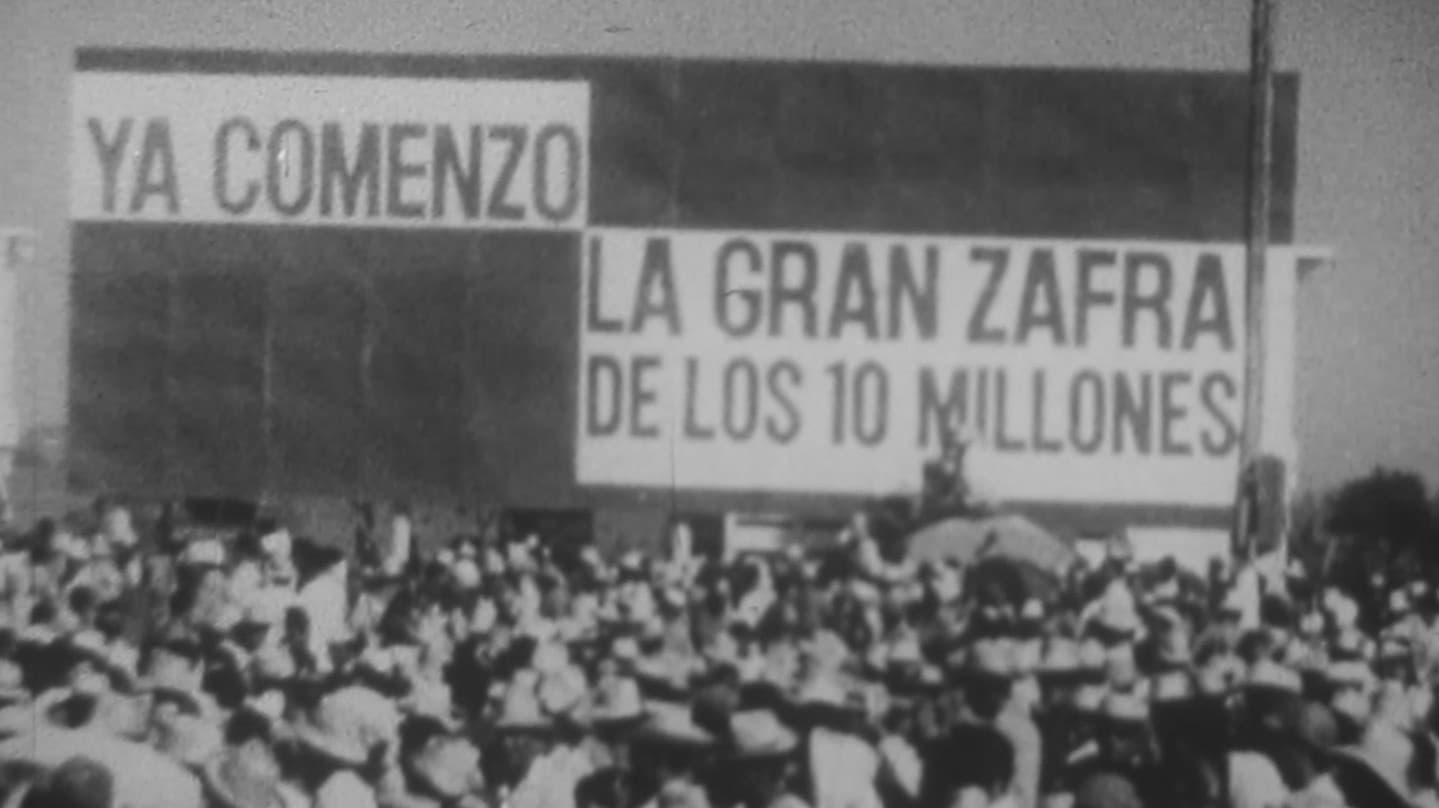 YA COMENZO
LA GRAN ZAFRA
DE LOS 10 MILLONES